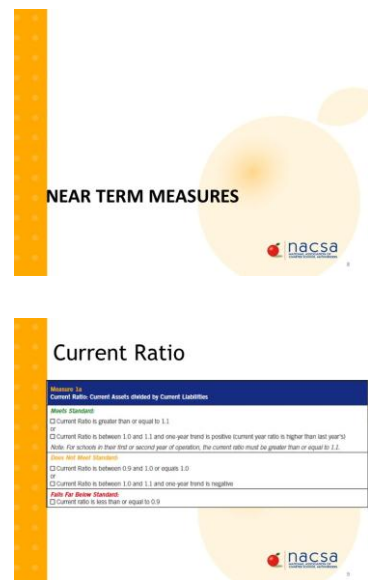 NEAR TERM MEASURES
nacsa
NATIONAL ASSOCIATION OF
CHARTER SCHOOL AUTHORIZERS
Current Ratio
Measure 1a
Current Ratio: Current Assets divided by Current Liabilities
Meets Standard:
☐ Current Ratio is greater than or equal to 1.1
or
☐ Current Ratio is between 1.0 and 1.1 and one-year trend is positive (current year ratio is higher than last year's)
Note: For schools in their first or second year of operation, the current ratio must be greater than or equal to 1.1.
Does Not Meet Standard:
☐ Current Ratio is between 0.9 and 1.0 or equals 1.0
or
☐ Current Ratio is between 1.0 and 1.1 and one-year trend is negative
Falls Far Below Standard:
☐ Current ratio is less than or equal to 0.9
nacsa
NATIONAL ASSOCIATION OF
CHARTER SCHOOL AUTHORIZERS